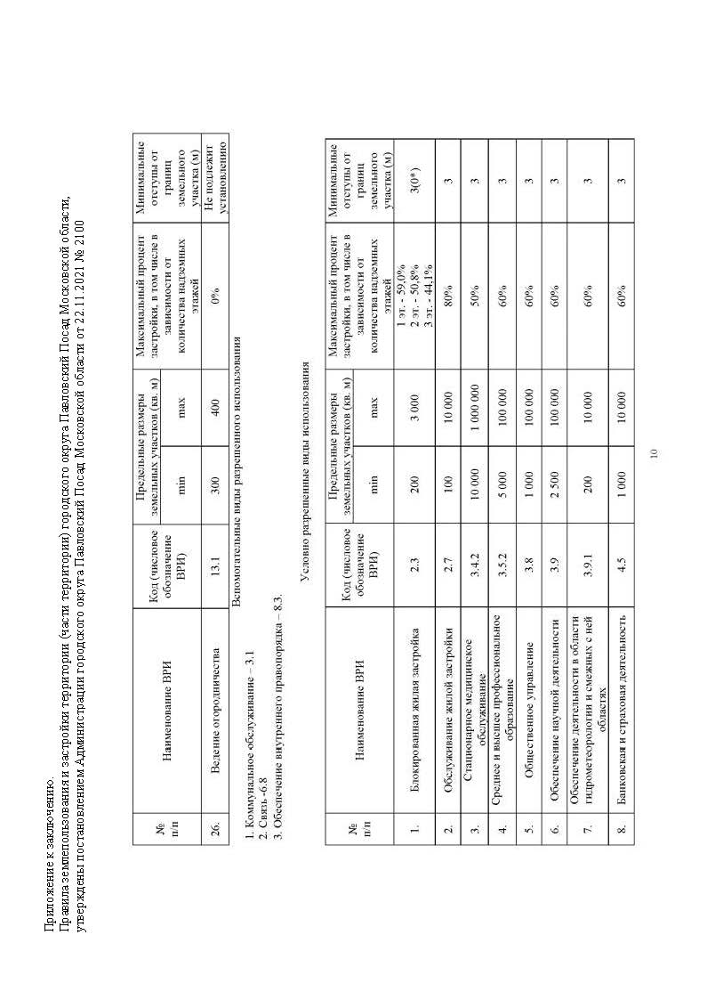 Приложение к заключению.
Правила землепользования и застройки территории (части территории) городского округа Павловский Посад Московской области,
утверждены постановлением Администрации городского округа Павловский Посад Московской области от 22.11.2021 № 2100
№ п/п Наименование ВРИ Код (числовое обозначение ВРИ) Предельные размеры земельных участков (кв. м) Максимальный процент застройки, в том числе в зависимости от количества надземных этажей Минимальные отступы от границ земельного участка (м)
min max
26. Ведение огородничества 13.1 300 400 0% Не подлежит установлению
Вспомогательные виды разрешенного использования
1. Коммунальное обслуживание – 3.1
2. Связь -6.8
3. Обеспечение внутреннего правопорядка – 8.3.
Условно разрешенные виды использования
№ п/п Наименование ВРИ Код (числовое обозначение ВРИ) Предельные размеры земельных участков (кв. м) Максимальный процент застройки, в том числе в зависимости от количества надземных этажей Минимальные отступы от границ земельного участка (м)
min max
1. Блокированная жилая застройка 2.3 200 3 000 1 эт. - 59,0% 2 эт. - 50,8% 3 эт. - 44,1% 3(0*)
2. Обслуживание жилой застройки 2.7 100 10 000 80% 3
3. Стационарное медицинское обслуживание 3.4.2 10 000 1 000 000 50% 3
4. Среднее и высшее профессиональное образование 3.5.2 5 000 100 000 60% 3
5. Общественное управление 3.8 1 000 100 000 60% 3
6. Обеспечение научной деятельности 3.9 2 500 100 000 60% 3
7. Обеспечение деятельности в области гидрометеорологии и смежных с ней областях 3.9.1 200 10 000 60% 3
8. Банковская и страховая деятельность 4.5 1 000 10 000 60% 3
10